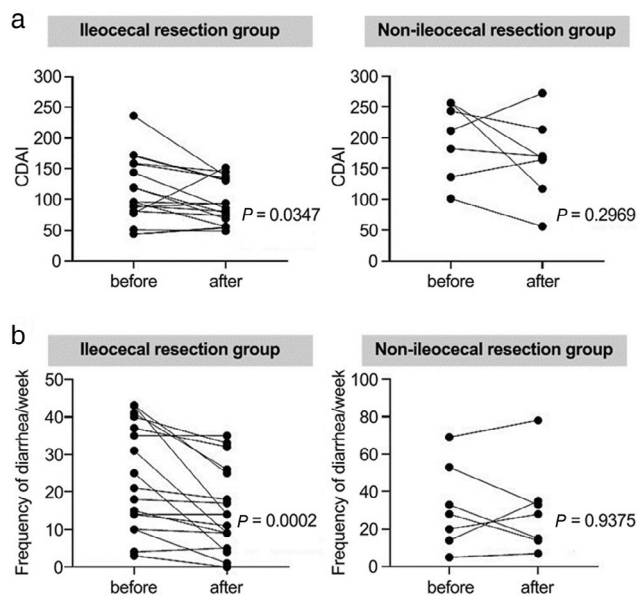 a
Ileocecal resection group
Non-ileocecal resection group
300
250
200
150
100
50
0
CDAI
before
after
P = 0.0347
300
250
200
150
100
50
0
CDAI
before
after
P = 0.2969
b
Ileocecal resection group
Non-ileocecal resection group
50
40
30
20
10
0
Frequency of diarrhea/week
before
after
P = 0.0002
100
80
60
40
20
0
Frequency of diarrhea/week
before
after
P = 0.9375